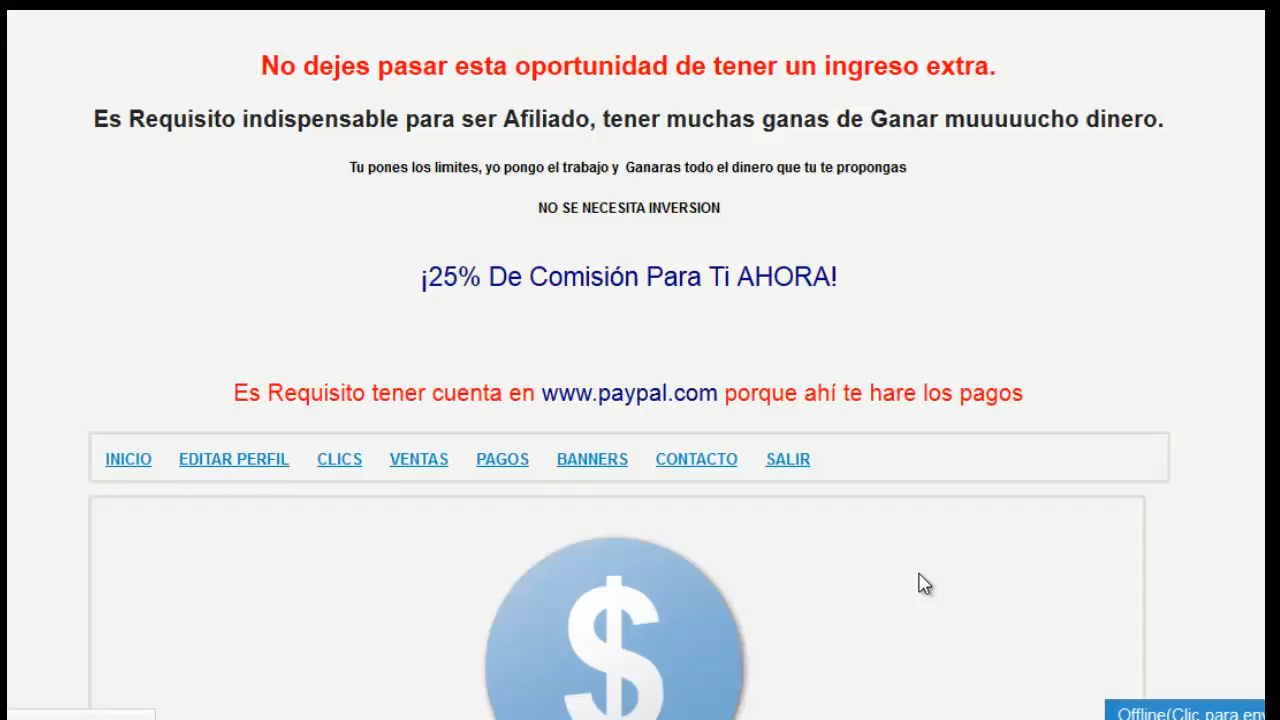 No dejes pasar esta oportunidad de tener un ingreso extra.
Es Requisito indispensable para ser Afiliado, tener muchas ganas de Ganar muuuuucho dinero.
Tu pones los limites, yo pongo el trabajo y Ganaras todo el dinero que tu te propongas
NO SE NECESITA INVERSION
¡25% De Comisión Para Ti AHORA!
Es Requisito tener cuenta en www.paypal.com porque ahí te hare los pagos
INICIO EDITAR PERFIL CLICS VENTAS PAGOS BANNERS CONTACTO SALIR
$
Offline(Clic para env